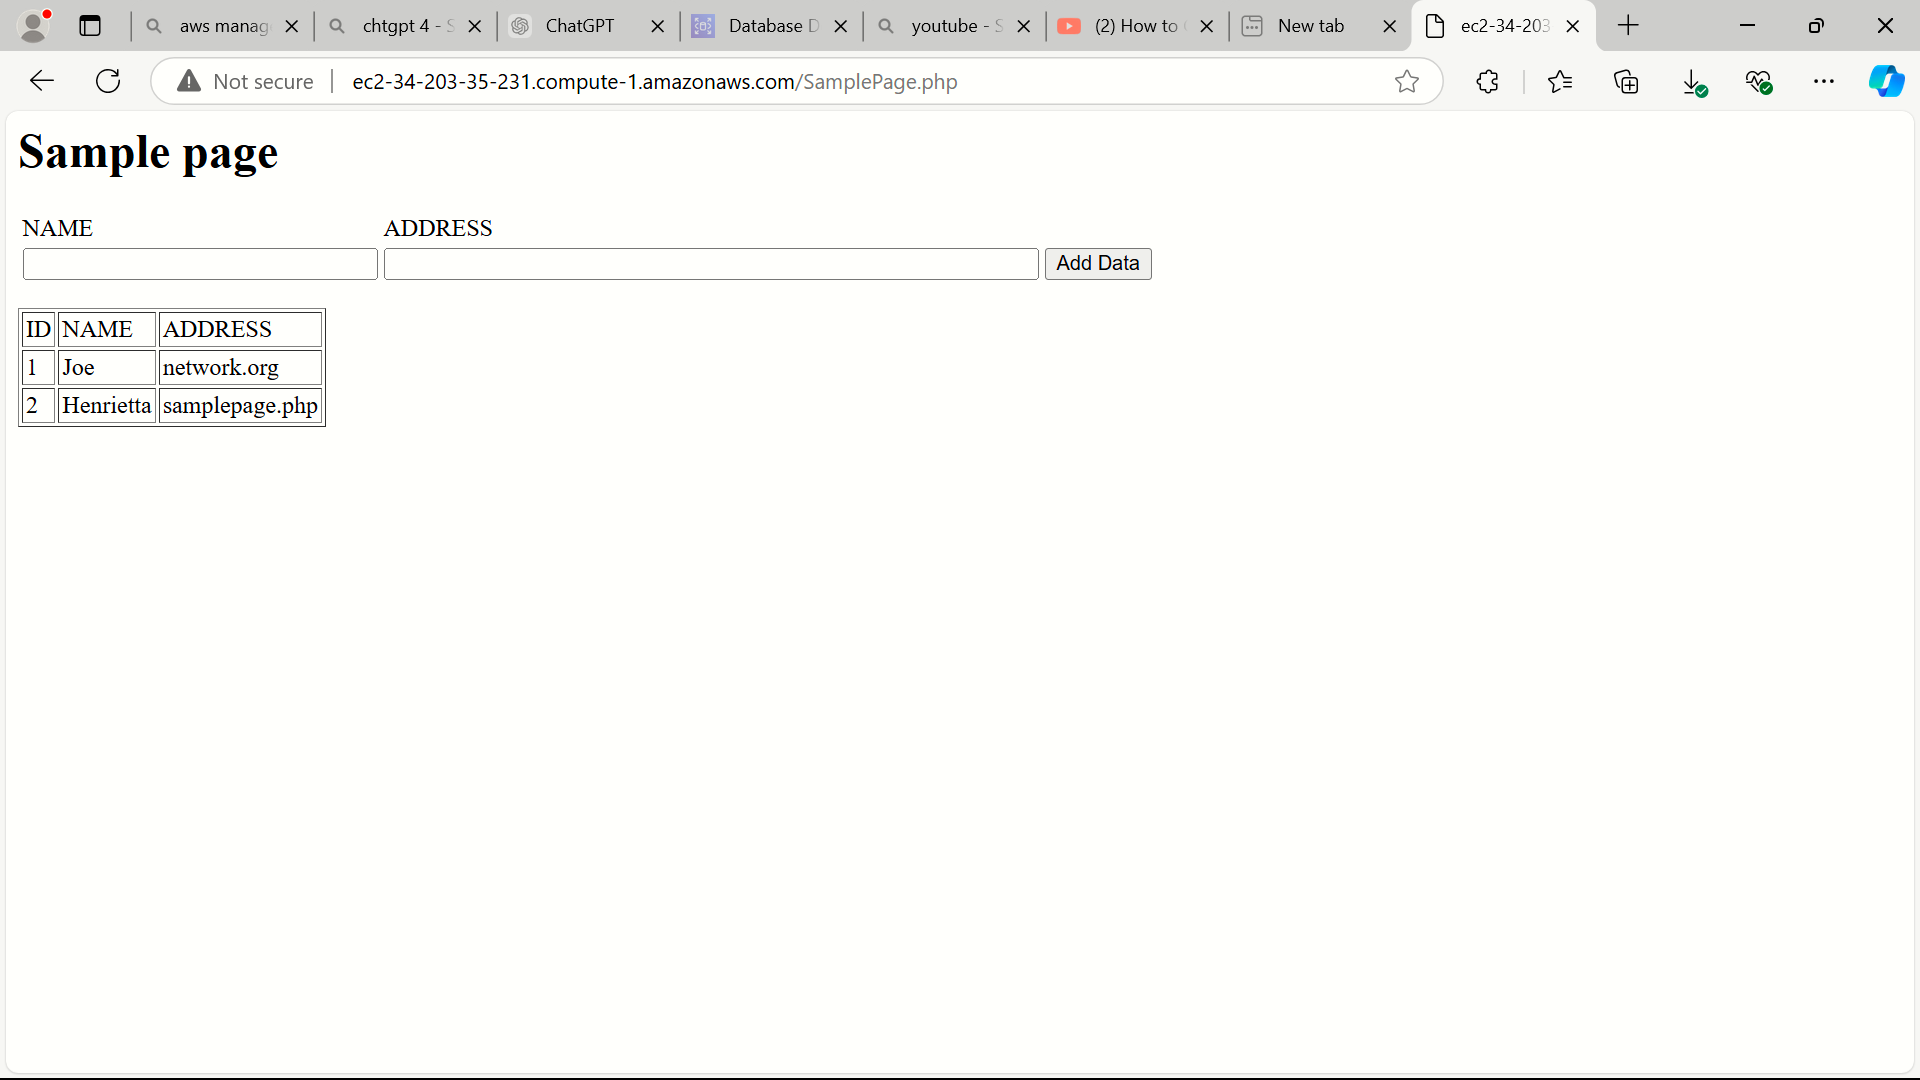 aws manag
chtgpt 4 - S
ChatGPT
Database D
youtube - S
(2) How to
New tab
ec2-34-203
Not secure
ec2-34-203-35-231.compute-1.amazonaws.com/SamplePage.php
Sample page
NAME ADDRESS
Add Data
ID NAME ADDRESS
1 Joe network.org
2 Henrietta samplepage.php